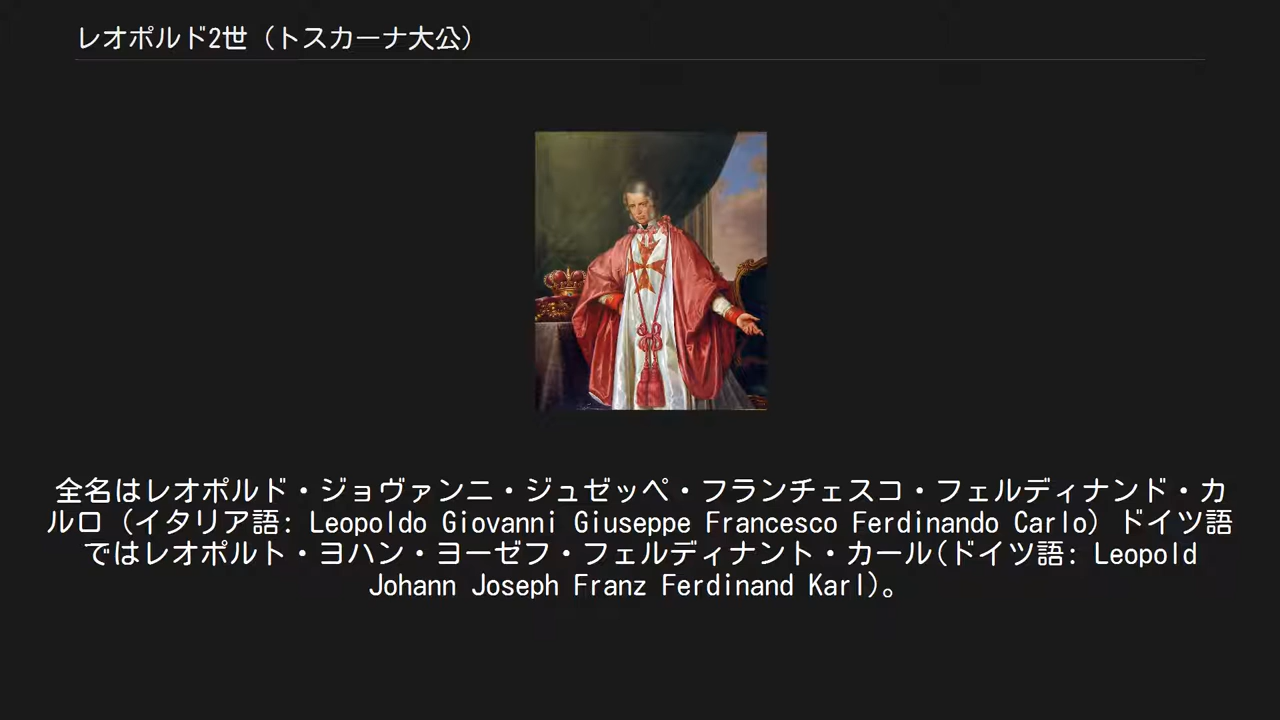 レオポルド2世（トスカーナ大公）
全名はレオポルド・ジョヴァンニ・ジュゼッペ・フランチェスコ・フェルディナンド・カ
ルロ（イタリア語: Leopoldo Giovanni Giuseppe Francesco Ferdinando Carlo）ドイツ語
ではレオポルト・ヨハン・ヨーゼフ・フェルディナント・カール(ドイツ語: Leopold
Johann Joseph Franz Ferdinand Karl)。